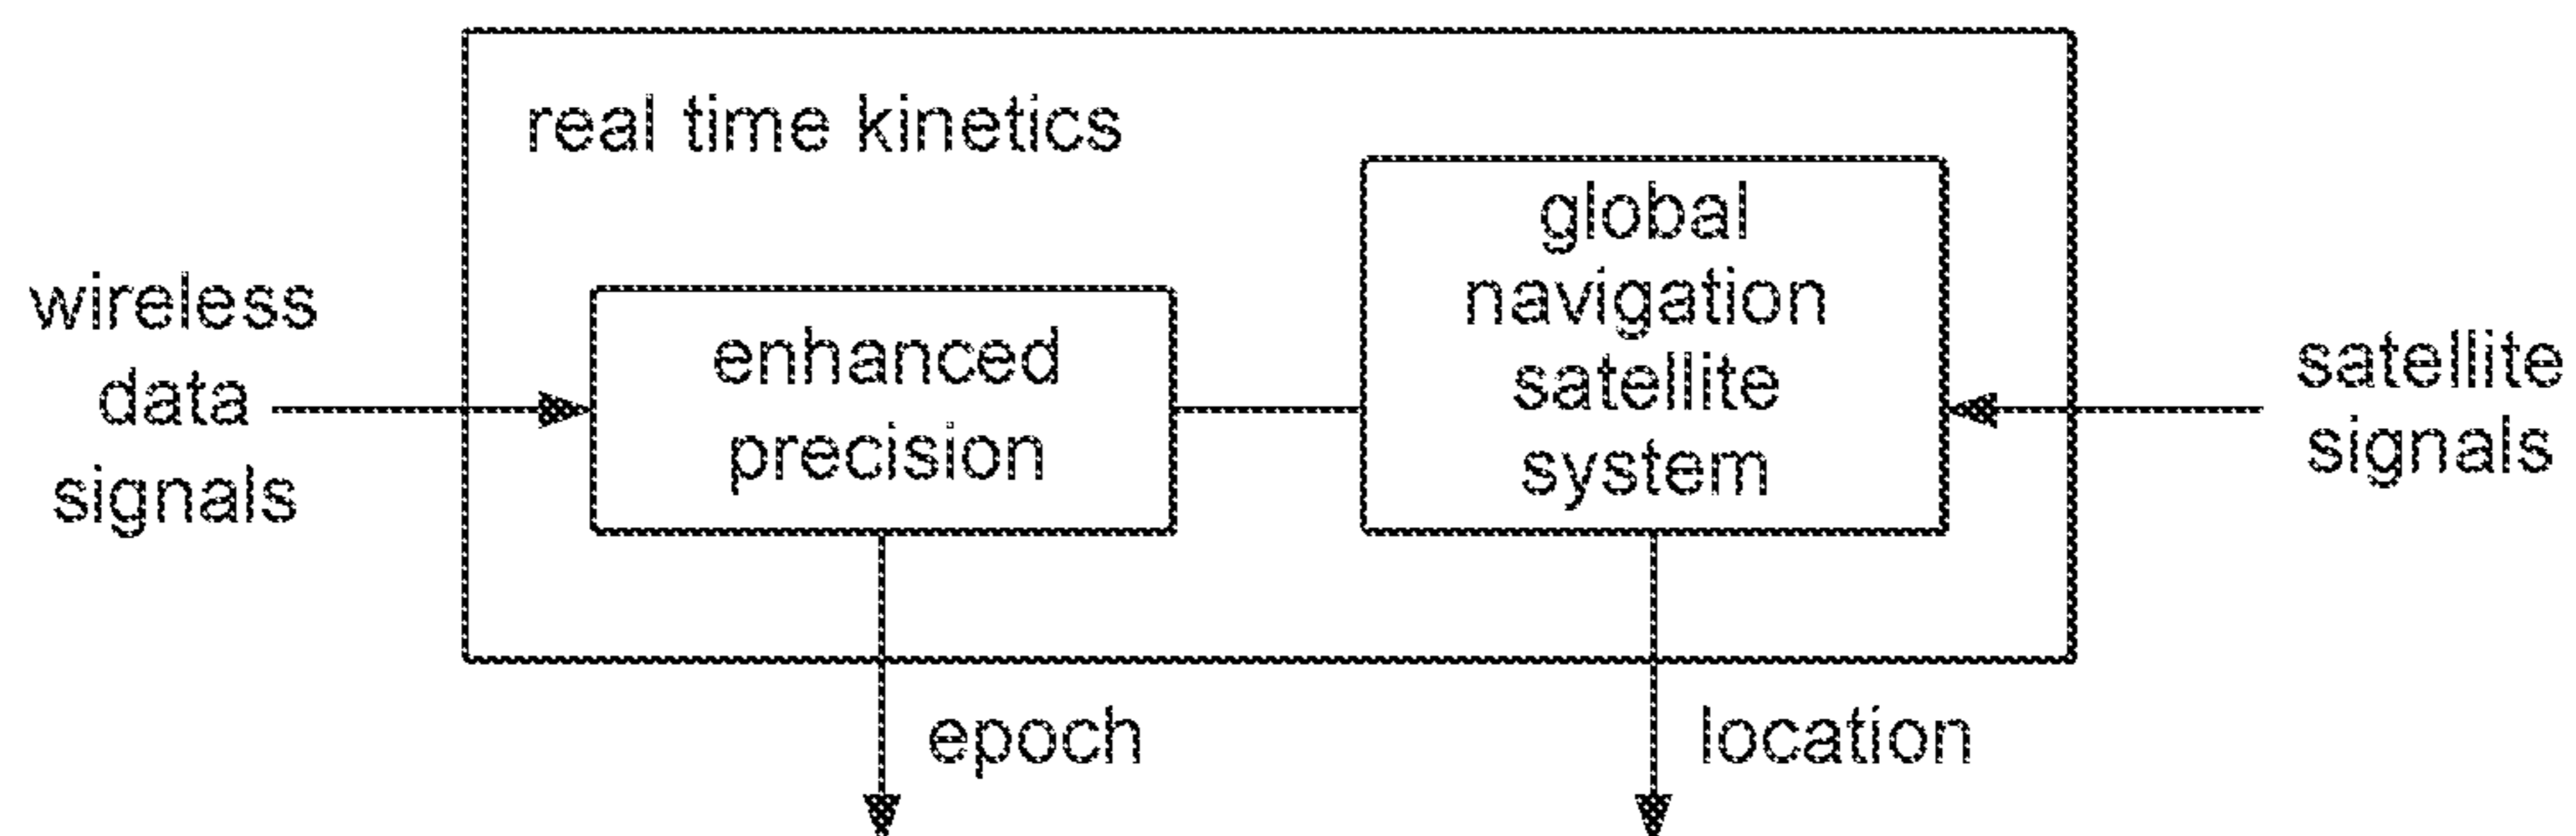 real time kinetics
wireless
data
signals
enhanced
precision
global
navigation
satellite
system
satellite
signals
epoch
location